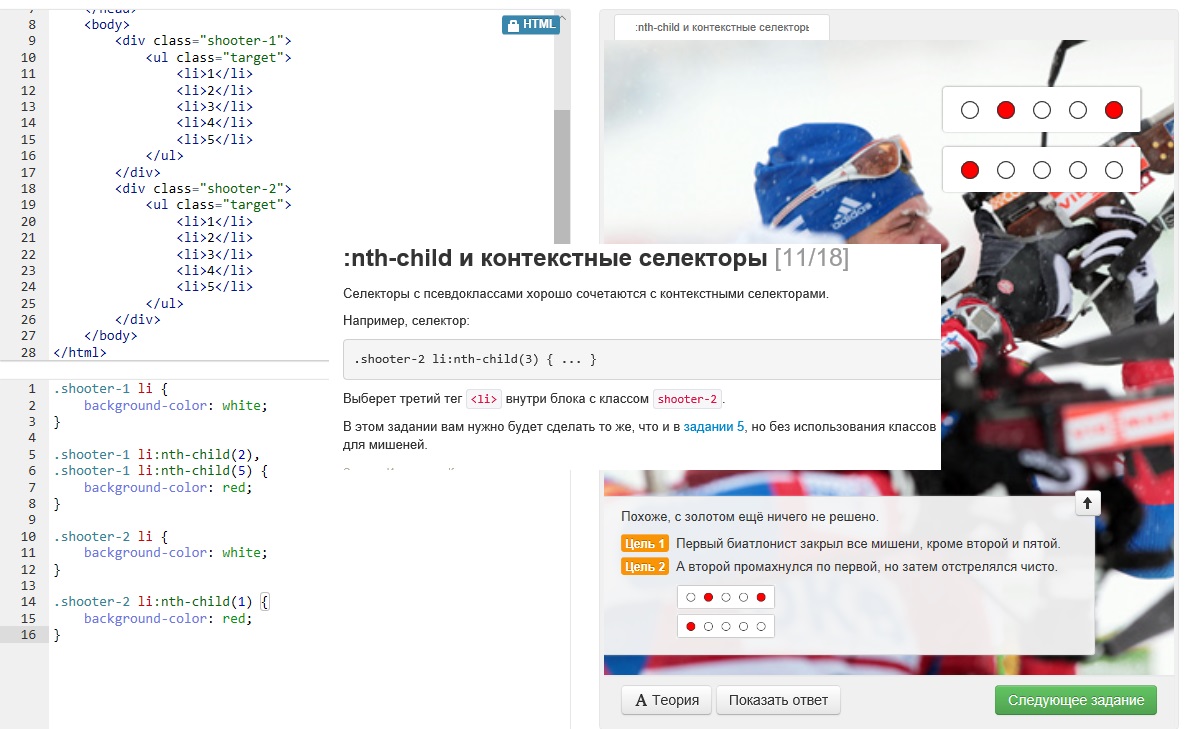 7 </head>
8 <body>
HTML
9 <div class="shooter-1">
10 <ul class="target">
11 <li>1</li>
12 <li>2</li>
13 <li>3</li>
14 <li>4</li>
15 <li>5</li>
16 </ul>
17 </div>
18 <div class="shooter-2">
19 <ul class="target">
20 <li>1</li>
21 <li>2</li>
22 <li>3</li>
23 <li>4</li>
24 <li>5</li>
25 </ul>
26 </div>
27 </body>
28 </html>
1 .shooter-1 li {
2 background-color: white;
3 }
4
5 .shooter-1 li:nth-child(2),
6 .shooter-1 li:nth-child(5) {
7 background-color: red;
8 }
9
10 .shooter-2 li {
11 background-color: white;
12 }
13
14 .shooter-2 li:nth-child(1) {
15 background-color: red;
16 }
:nth-child и контекстные селекторы [11/18]
Селекторы с псевдоклассами хорошо сочетаются с контекстными селекторами.
Например, селектор:
.shooter-2 li:nth-child(3) { ... }
Выберет третий тег <li> внутри блока с классом shooter-2.
В этом задании вам нужно будет сделать то же, что и в задании 5, но без использования классов
для мишеней.
:nth-child и контекстные селекторы
adidas
Похоже, с золотом ещё ничего не решено.
Цель 1 Первый биатлонист закрыл все мишени, кроме второй и пятой.
Цель 2 А второй промахнулся по первой, но затем отстрелялся чисто.
A Теория
Показать ответ
Следующее задание